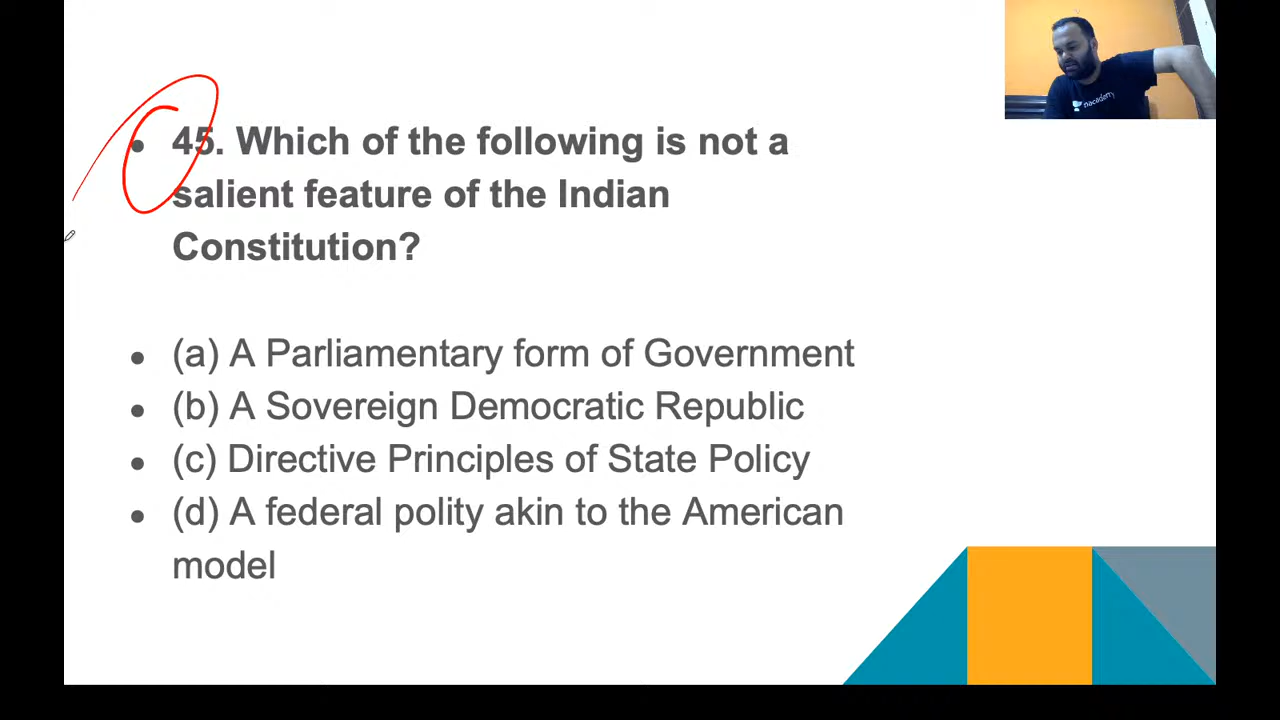 45. Which of the following is not a
salient feature of the Indian
Constitution?
(a) A Parliamentary form of Government
(b) A Sovereign Democratic Republic
(c) Directive Principles of State Policy
(d) A federal polity akin to the American
model